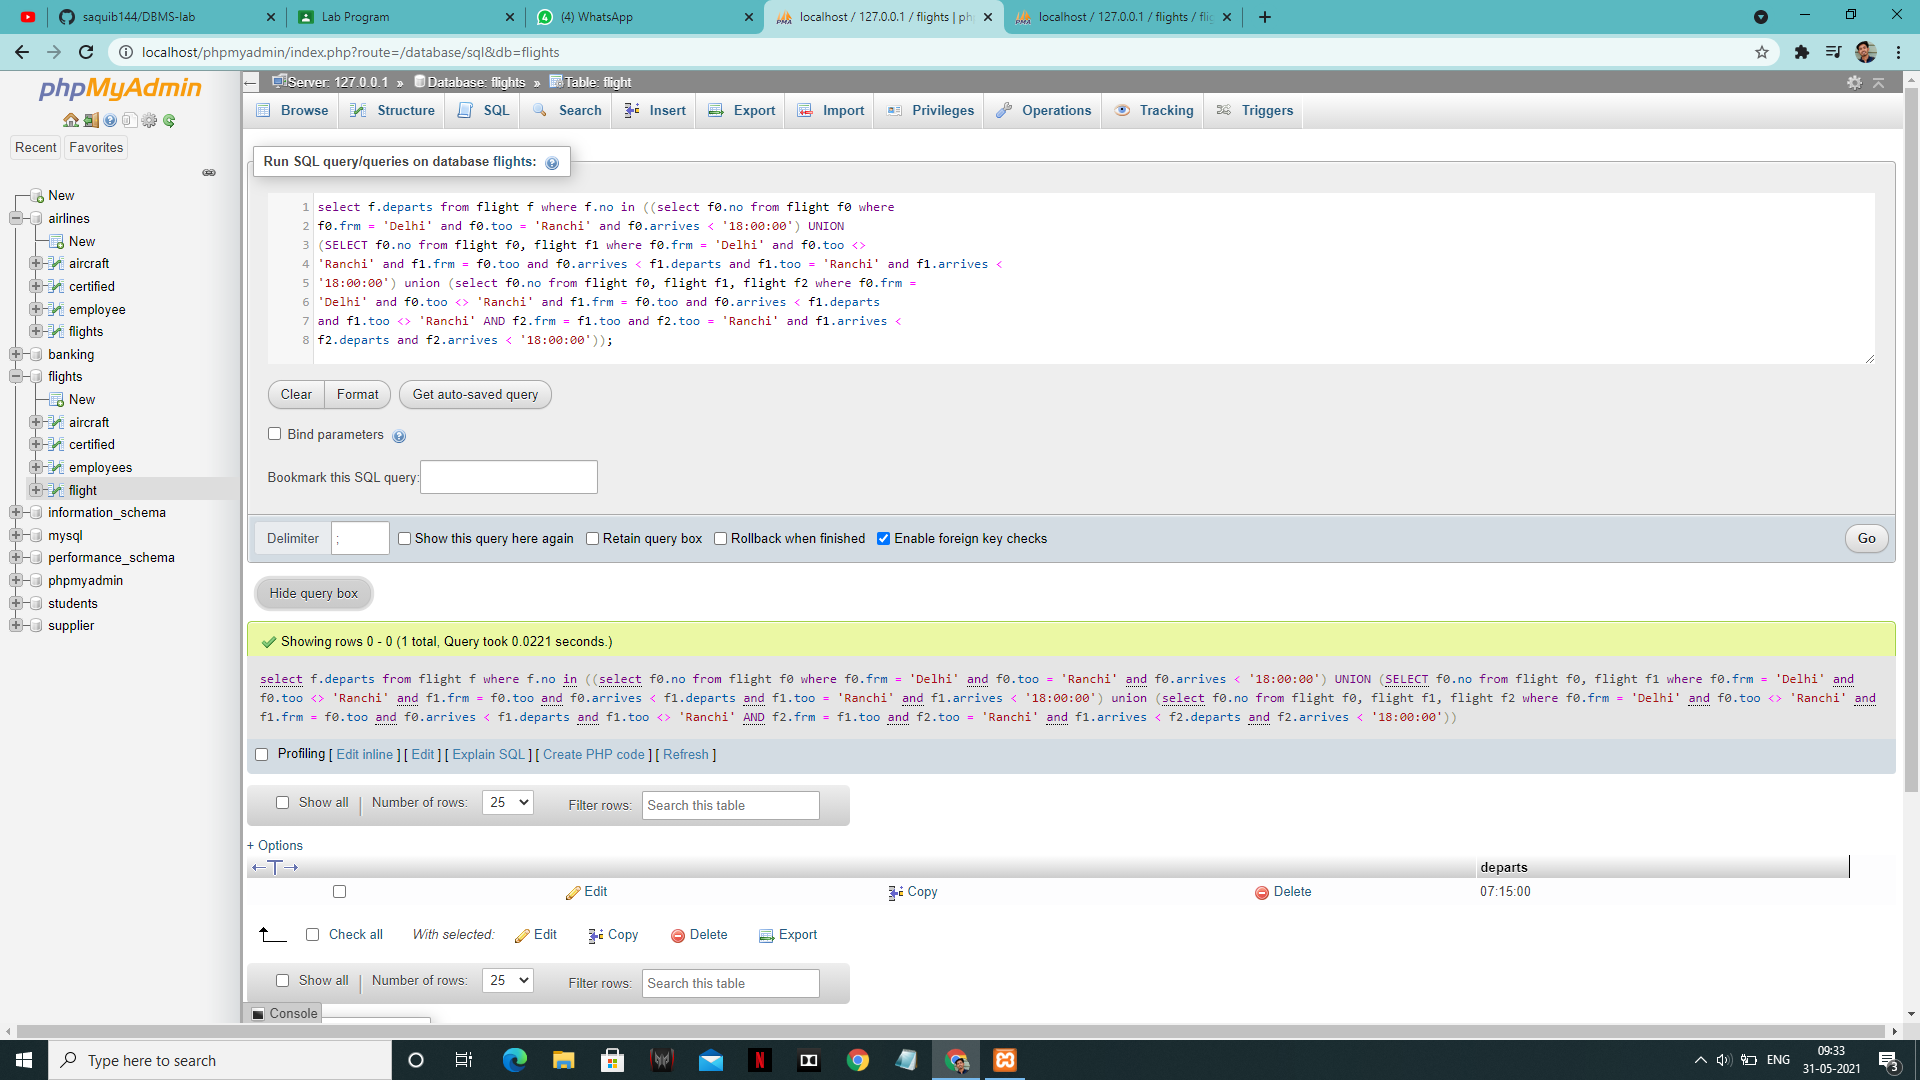 saquib144/DBMS-lab
Lab Program
(4) WhatsApp
localhost / 127.0.0.1 / flights | ph
localhost / 127.0.0.1 / flights / flig
localhost/phpmyadmin/index.php?route=/database/sql&db=flights
phpMyAdmin
Recent
Favorites
New
airlines
New
aircraft
certified
employee
flights
banking
flights
New
aircraft
certified
employees
flight
information_schema
mysql
performance_schema
phpmyadmin
students
supplier
Server: 127.0.0.1 » Database: flights » Table: flight
Browse Structure SQL Search Insert Export Import Privileges Operations Tracking Triggers
Run SQL query/queries on database flights:
1 select f.departs from flight f where f.no in ((select f0.no from flight f0 where
2 f0.frm = 'Delhi' and f0.too = 'Ranchi' and f0.arrives < '18:00:00') UNION
3 (SELECT f0.no from flight f0, flight f1 where f0.frm = 'Delhi' and f0.too <>
4 'Ranchi' and f1.frm = f0.too and f0.arrives < f1.departs and f1.too = 'Ranchi' and f1.arrives <
5 '18:00:00') union (select f0.no from flight f0, flight f1, flight f2 where f0.frm =
6 'Delhi' and f0.too <> 'Ranchi' and f1.frm = f0.too and f0.arrives < f1.departs
7 and f1.too <> 'Ranchi' AND f2.frm = f1.too and f2.too = 'Ranchi' and f1.arrives <
8 f2.departs and f2.arrives < '18:00:00'));
Clear Format Get auto-saved query
Bind parameters
Bookmark this SQL query:
Delimiter ; Show this query here again Retain query box Rollback when finished Enable foreign key checks Go
Hide query box
Showing rows 0 - 0 (1 total, Query took 0.0221 seconds.)
select f.departs from flight f where f.no in ((select f0.no from flight f0 where f0.frm = 'Delhi' and f0.too = 'Ranchi' and f0.arrives < '18:00:00') UNION (SELECT f0.no from flight f0, flight f1 where f0.frm = 'Delhi' and
f0.too <> 'Ranchi' and f1.frm = f0.too and f0.arrives < f1.departs and f1.too = 'Ranchi' and f1.arrives < '18:00:00') union (select f0.no from flight f0, flight f1, flight f2 where f0.frm = 'Delhi' and f0.too <> 'Ranchi' and
f1.frm = f0.too and f0.arrives < f1.departs and f1.too <> 'Ranchi' AND f2.frm = f1.too and f2.too = 'Ranchi' and f1.arrives < f2.departs and f2.arrives < '18:00:00'))
Profiling [ Edit inline ] [ Edit ] [ Explain SQL ] [ Create PHP code ] [ Refresh ]
Show all Number of rows: 25 Filter rows: Search this table
+ Options
departs
Edit Copy Delete 07:15:00
Check all With selected: Edit Copy Delete Export
Show all Number of rows: 25 Filter rows: Search this table
Console
Type here to search
ENG
09:33
31-05-2021
3